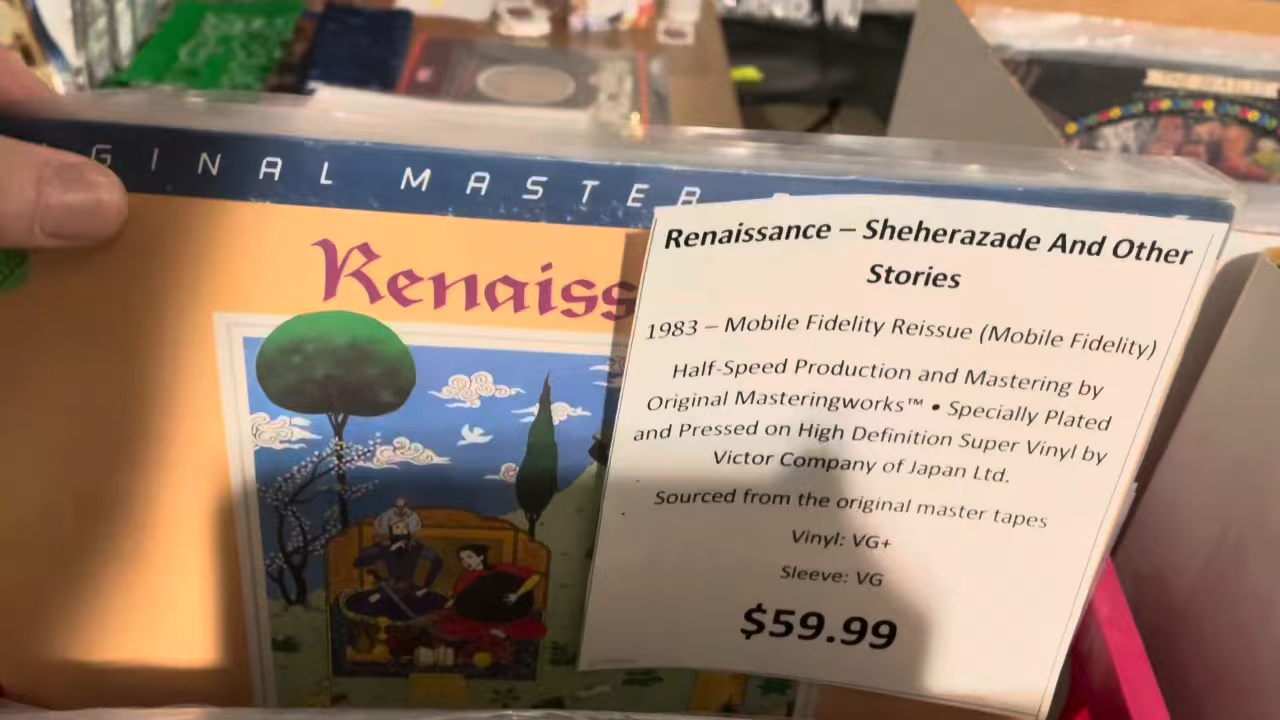 GINAL MASTER
Renaiss
Renaissance – Sheherazade And Other
Stories
1983 – Mobile Fidelity Reissue (Mobile Fidelity)
Half-Speed Production and Mastering by
Original Masteringworks™ • Specially Plated
and Pressed on High Definition Super Vinyl by
Victor Company of Japan Ltd.
Sourced from the original master tapes
Vinyl: VG+
Sleeve: VG
$59.99